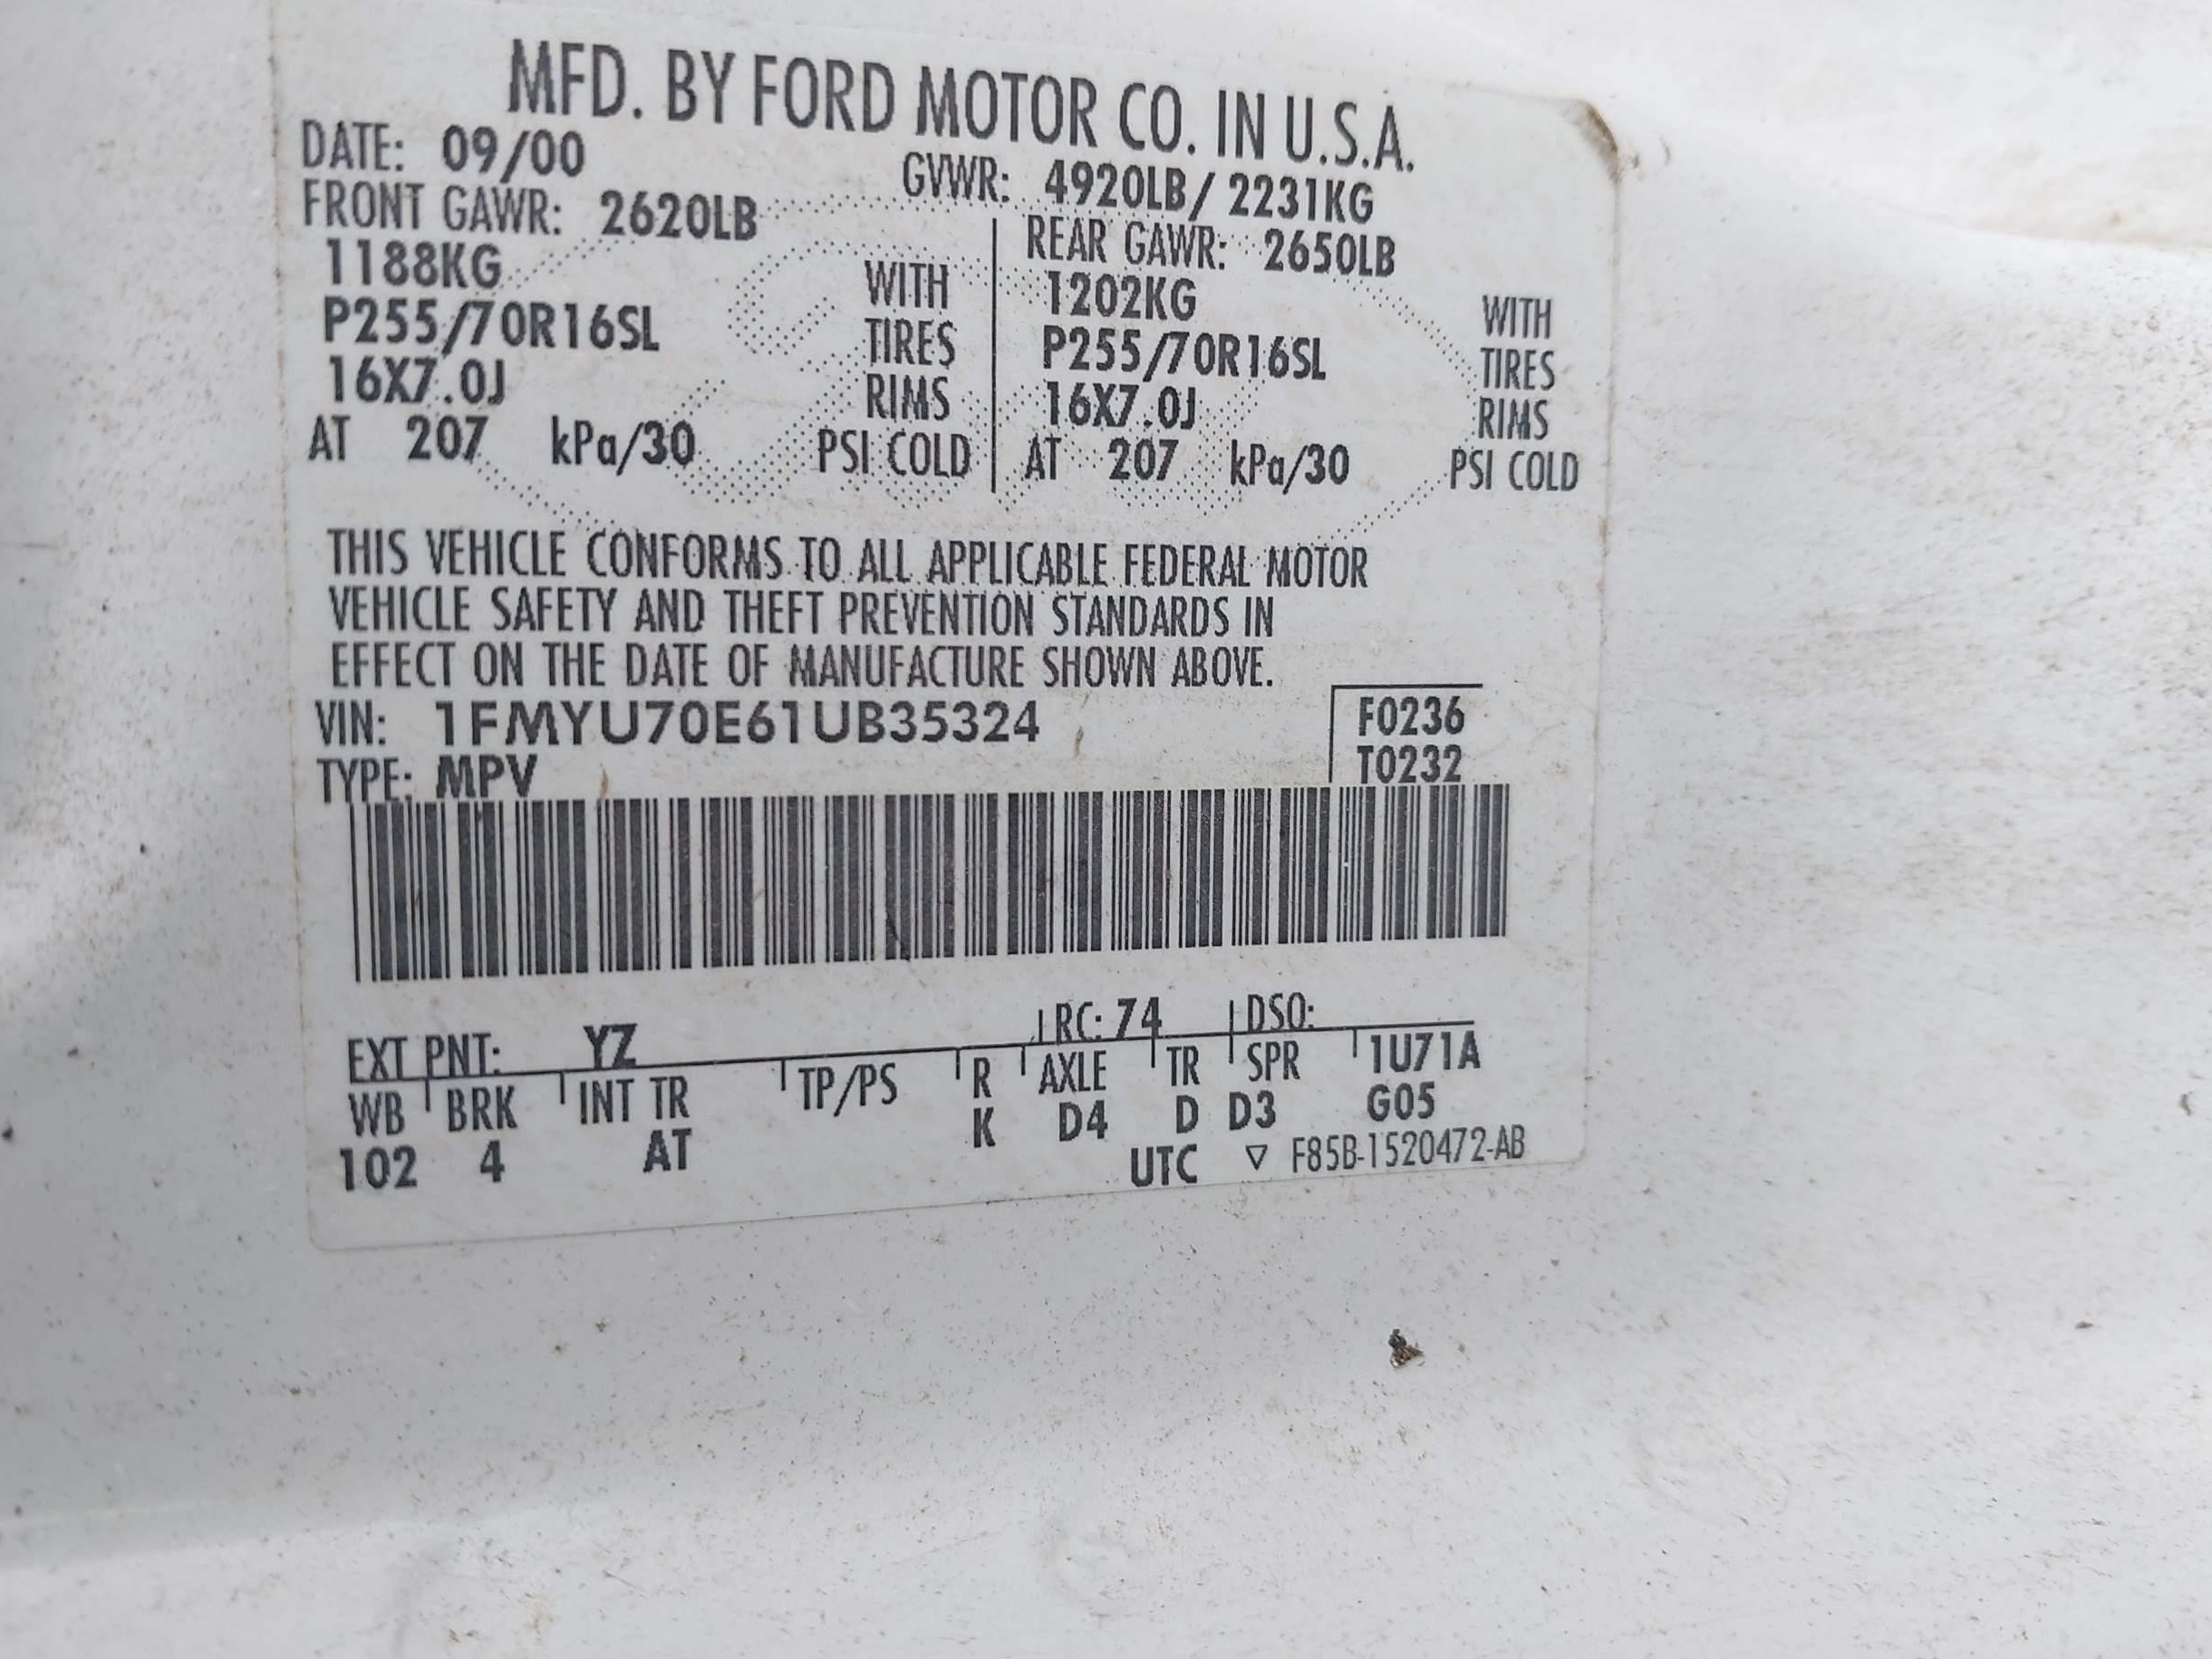 MFD. BY FORD MOTOR CO. IN U.S.A.
DATE: 09/00 GVWR: 4920LB/ 2231KG
FRONT GAWR: 2620LB REAR GAWR: 2650LB
1188KG WITH 1202KG WITH
P255/70R16SL TIRES P255/70R16SL TIRES
16X7.0J RIMS 16X7.0J RIMS
AT 207 kPa/30 PSI COLD AT 207 kPa/30 PSI COLD
THIS VEHICLE CONFORMS TO ALL APPLICABLE FEDERAL MOTOR
VEHICLE SAFETY AND THEFT PREVENTION STANDARDS IN
EFFECT ON THE DATE OF MANUFACTURE SHOWN ABOVE.
VIN: 1FMYU70E61UB35324 F0236
TYPE: MPV T0232
EXT PNT: YZ RC: 74 DSO:
WB BRK INT TR TP/PS R AXLE TR SPR 1U71A
102 4 AT K D4 D D3 G05
UTC ▽ F85B-1520472-AB